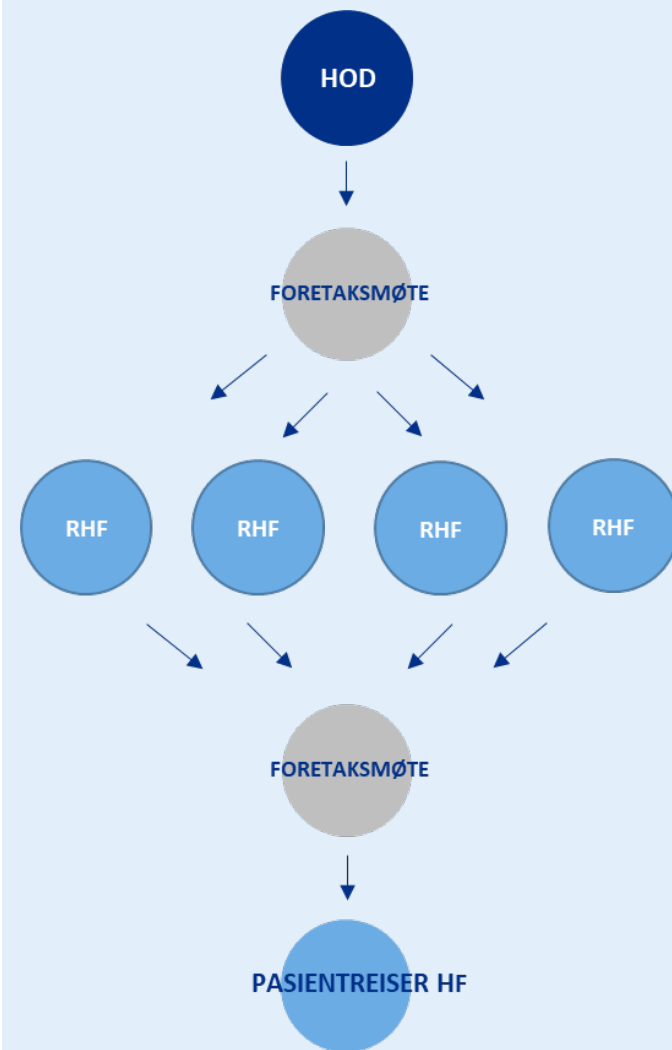 HOD
FORETAKSMØTE
RHF
RHF
RHF
RHF
FORETAKSMØTE
PASIENTREISER HF